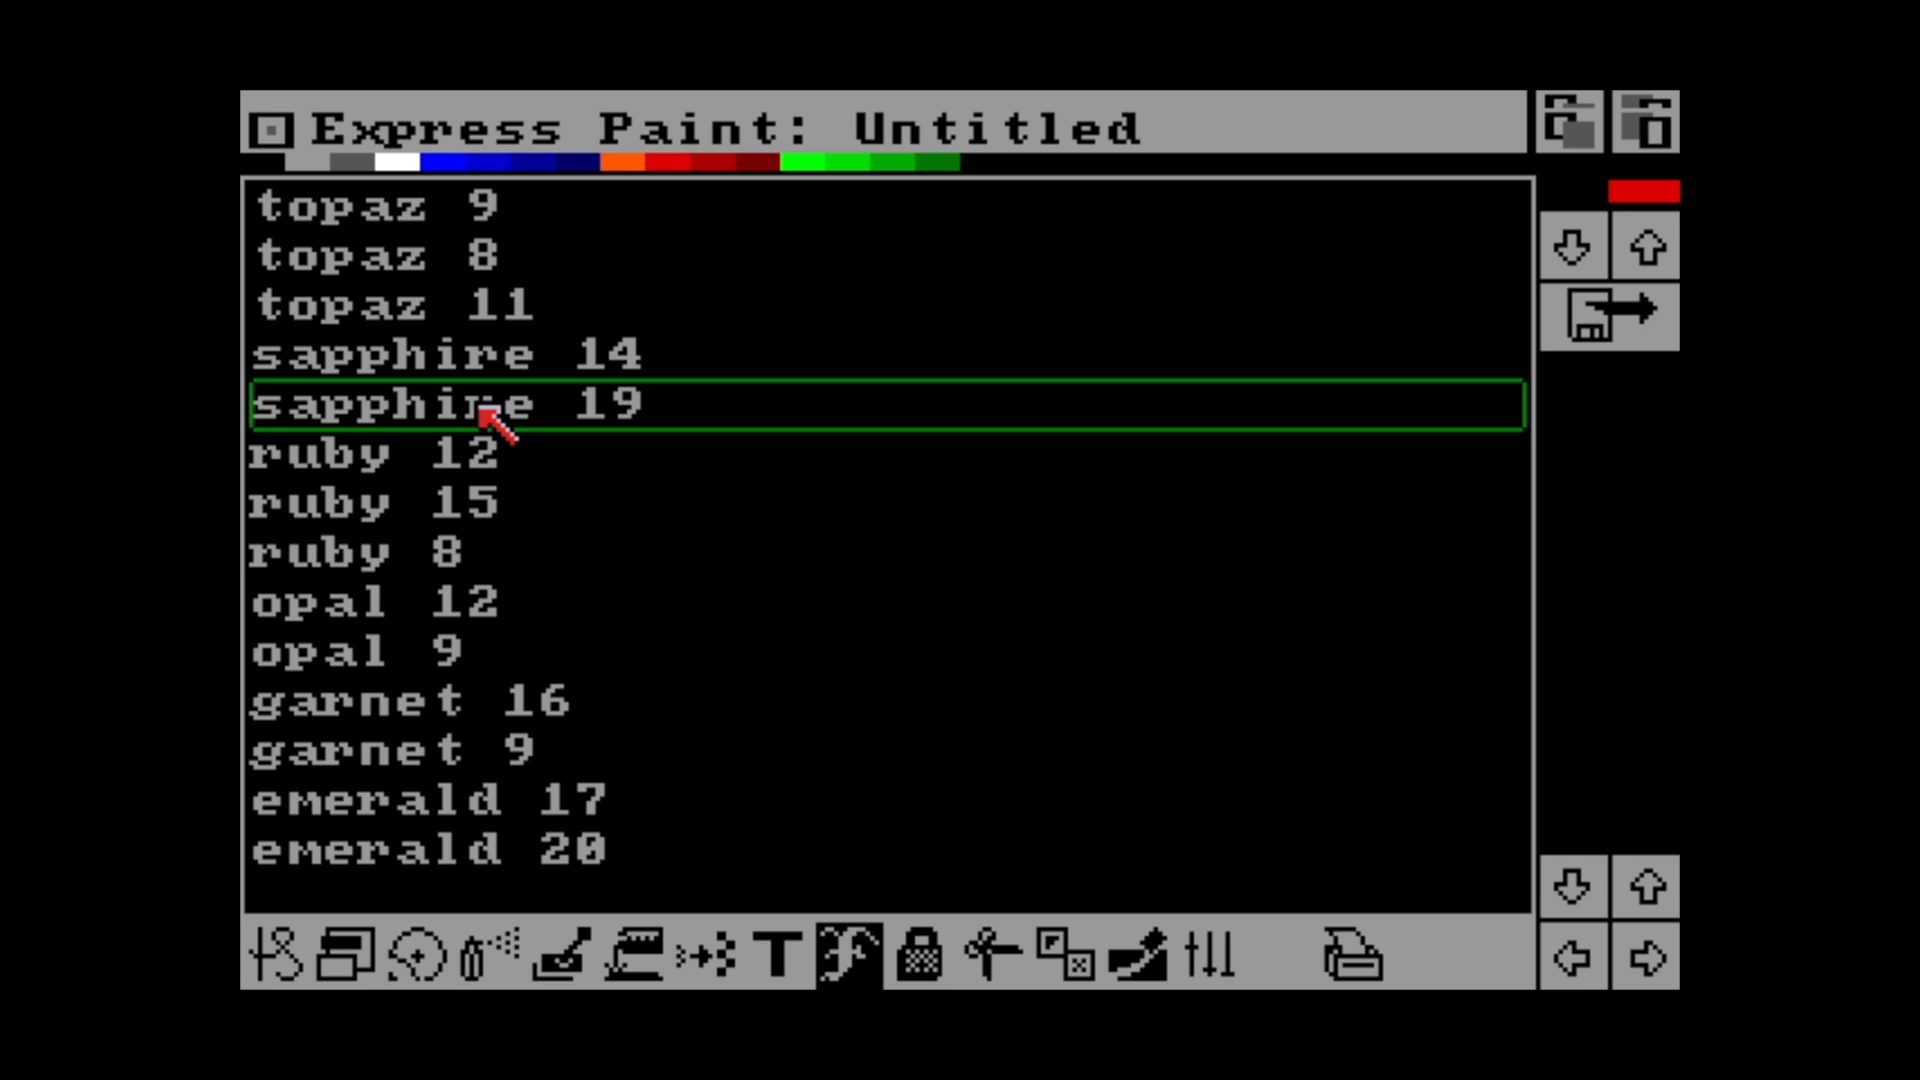 Express Paint: Untitled
topaz 9
topaz 8
topaz 11
sapphire 14
sapphire 19
ruby 12
ruby 15
ruby 8
opal 12
opal 9
garnet 16
garnet 9
emerald 17
emerald 20
T